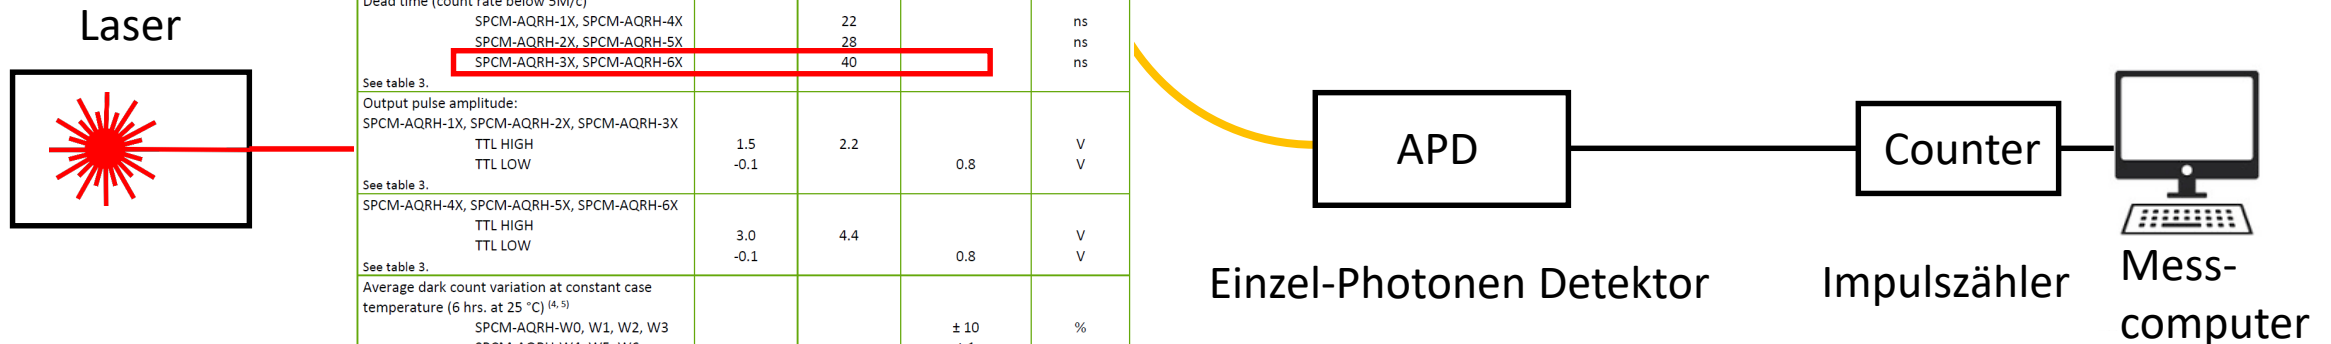 Laser
Dead time (count rate below 5M/c)
SPCM-AQRH-1X, SPCM-AQRH-4X 22 ns
SPCM-AQRH-2X, SPCM-AQRH-5X 28 ns
SPCM-AQRH-3X, SPCM-AQRH-6X 40 ns
See table 3.
Output pulse amplitude:
SPCM-AQRH-1X, SPCM-AQRH-2X, SPCM-AQRH-3X
TTL HIGH 1.5 2.2 V
TTL LOW -0.1 0.8 V
See table 3.
SPCM-AQRH-4X, SPCM-AQRH-5X, SPCM-AQRH-6X
TTL HIGH 3.0 4.4 V
TTL LOW -0.1 0.8 V
See table 3.
Average dark count variation at constant case
temperature (6 hrs. at 25 °C) (4, 5)
SPCM-AQRH-W0, W1, W2, W3 ± 10 %
APD
Einzel-Photonen Detektor
Counter
Impulszähler
Mess-
computer